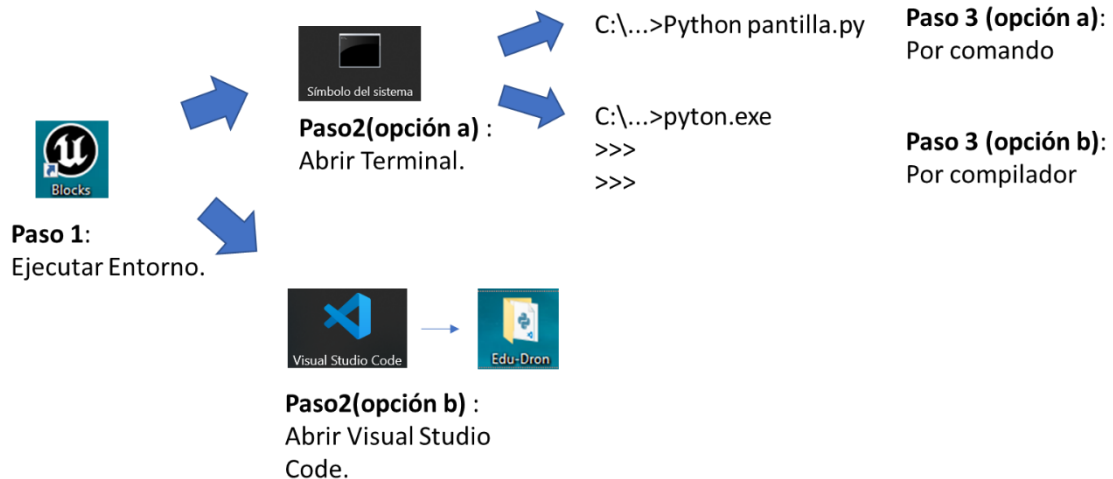 Blocks
Paso 1:
Ejecutar Entorno.
Símbolo del sistema
Paso2(opción a) :
Abrir Terminal.
C:\...>Python pantilla.py
Paso 3 (opción a):
Por comando
C:\...>pyton.exe
>>>
>>>
Paso 3 (opción b):
Por compilador
Visual Studio Code
Edu-Dron
Paso2(opción b) :
Abrir Visual Studio
Code.